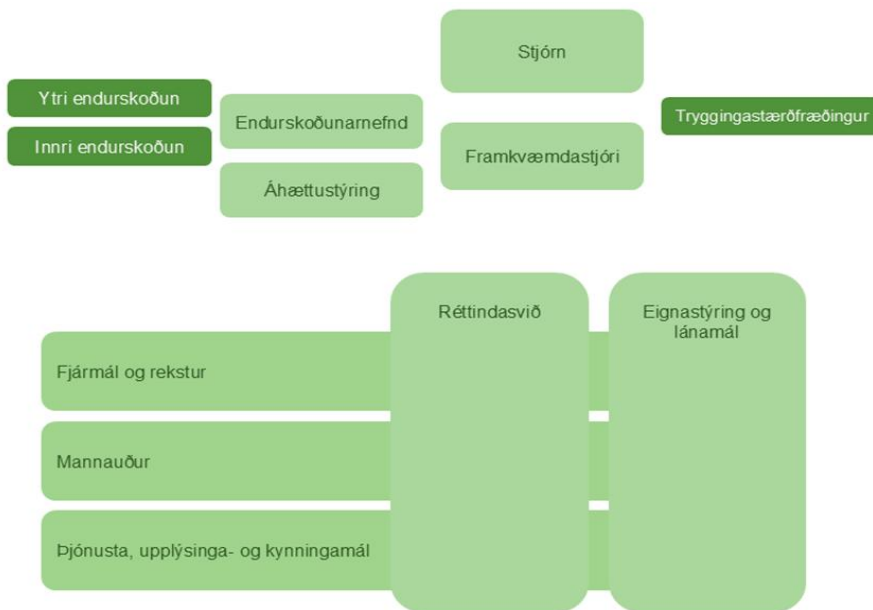 Stjórn
Ytri endurskoðun
Endurskoðunarnefnd
Tryggingastærðfræðingur
Innri endurskoðun
Framkvæmdastjóri
Áhættustýring
Réttindasvið
Eignastýring og
lánamál
Fjármál og rekstur
Mannauður
Þjónusta, upplýsinga- og kynningamál